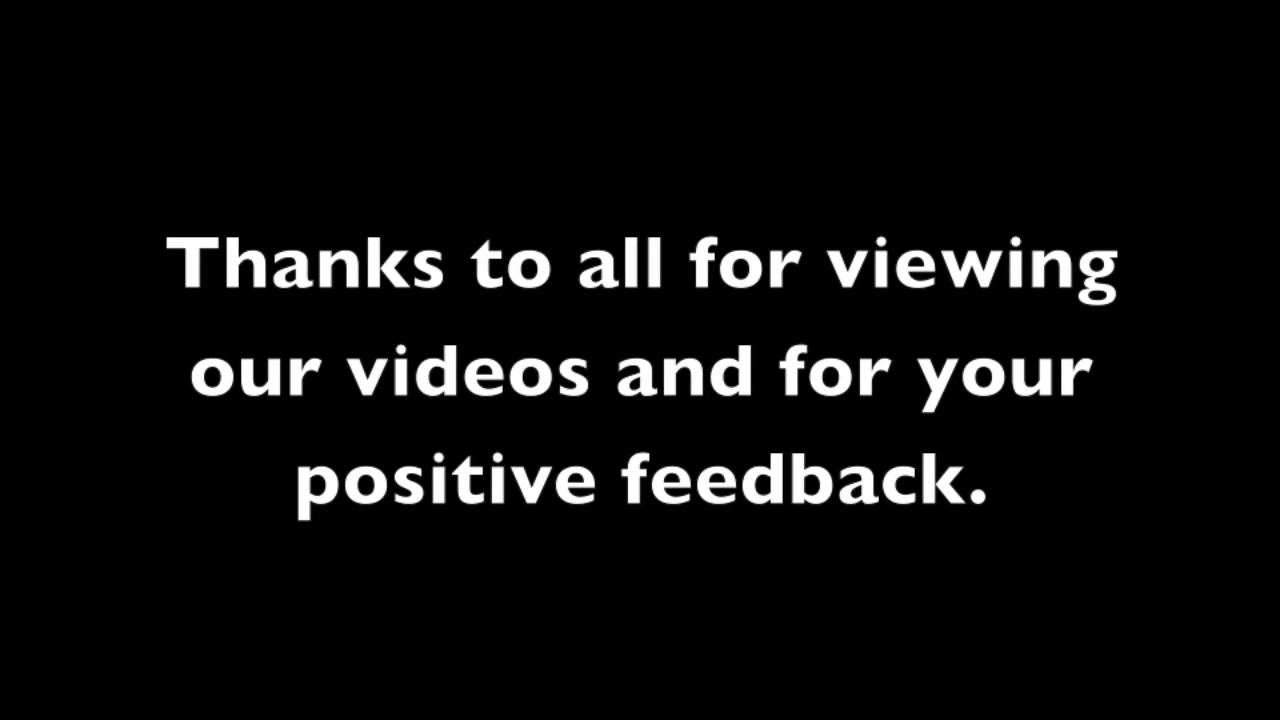 Thanks to all for viewing
our videos and for your
positive feedback.